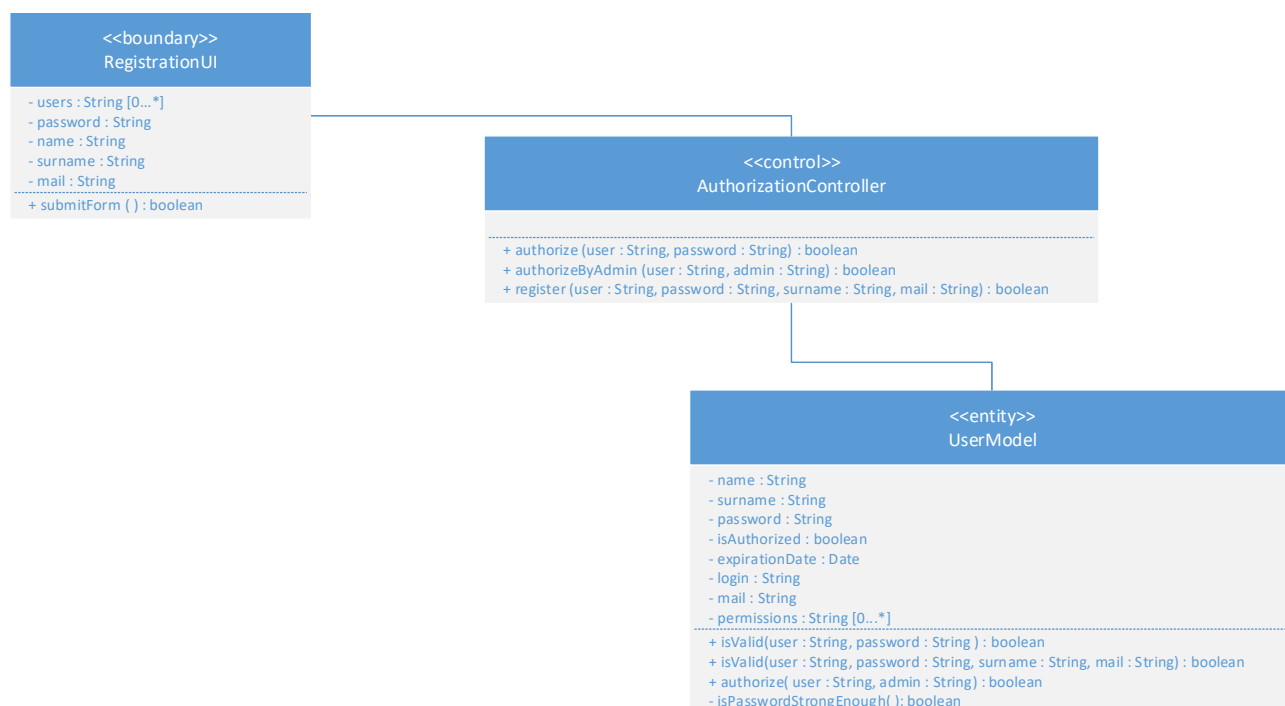 <<boundary>>
RegistrationUI
- users : String [0...*]
- password : String
- name : String
- surname : String
- mail : String
+ submitForm ( ) : boolean
<<control>>
AuthorizationController
+ authorize (user : String, password : String) : boolean
+ authorizeByAdmin (user : String, admin : String) : boolean
+ register (user : String, password : String, surname : String, mail : String) : boolean
<<entity>>
UserModel
- name : String
- surname : String
- password : String
- isAuthorized : boolean
- expirationDate : Date
- login : String
- mail : String
- permissions : String [0...*]
+ isValid(user : String, password : String ) : boolean
+ isValid(user : String, password : String, surname : String, mail : String) : boolean
+ authorize( user : String, admin : String) : boolean
- isPasswordStrongEnough( ): boolean